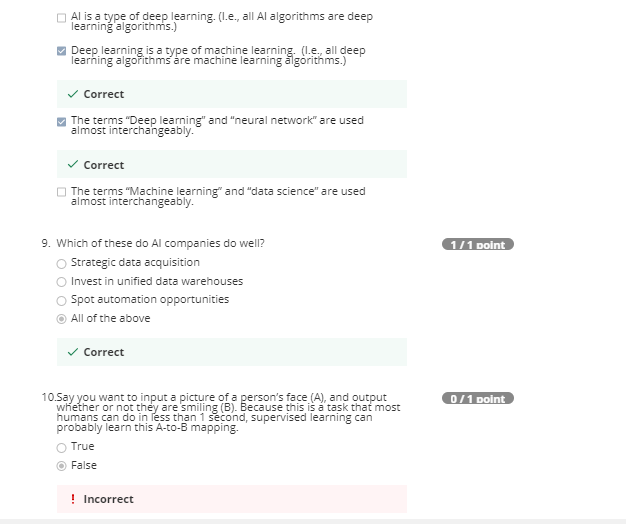 AI is a type of deep learning. (I.e., all AI algorithms are deep
learning algorithms.)
Deep learning is a type of machine learning. (I.e., all deep
learning algorithms are machine learning algorithms.)
Correct
The terms “Deep learning” and “neural network” are used
almost interchangeably.
Correct
The terms “Machine learning” and “data science” are used
almost interchangeably.
9. Which of these do AI companies do well?
1 / 1 point
Strategic data acquisition
Invest in unified data warehouses
Spot automation opportunities
All of the above
Correct
10.Say you want to input a picture of a person’s face (A), and output
0 / 1 point
whether or not they are smiling (B). Because this is a task that most
humans can do in less than 1 second, supervised learning can
probably learn this A-to-B mapping.
True
False
! Incorrect